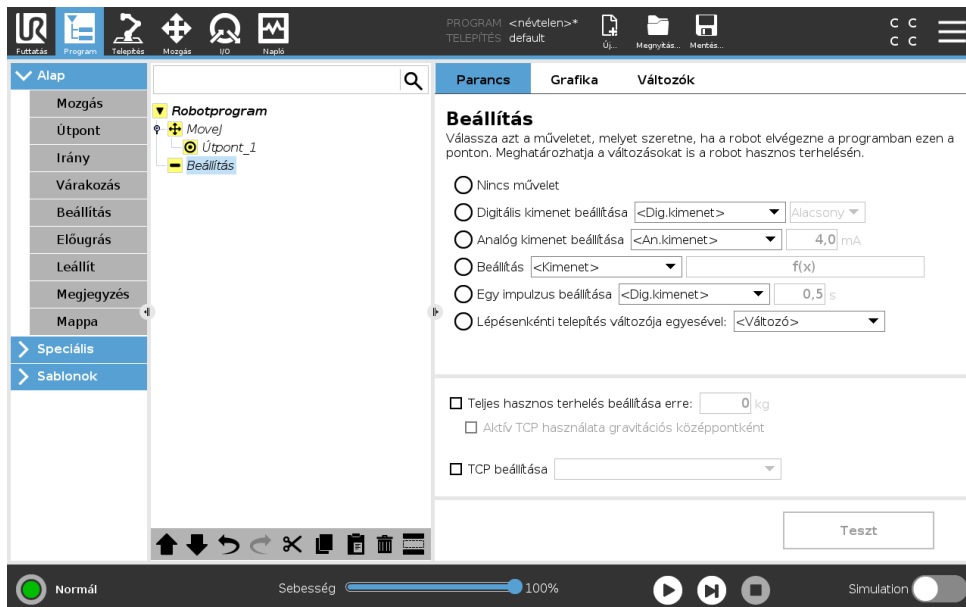 PROGRAM <névtelen>*
TELEPÍTÉS default
Futtatás Program Telepítés Mozgás I/O Napló Új... Megnyitás... Mentés...
C C
C C
Alap
Mozgás
Útpont
Irány
Várakozás
Beállítás
Előugrás
Leállít
Megjegyzés
Mappa
Speciális
Sablonok
Robotprogram
MoveJ
Útpont_1
Beállítás
Parancs Grafika Változók
Beállítás
Válassza azt a műveletet, melyet szeretne, ha a robot elvégezne a programban ezen a
ponton. Meghatározhatja a változásokat is a robot hasznos terhelésén.
Nincs művelet
Digitális kimenet beállítása <Dig.kimenet> Alacsony
Analóg kimenet beállítása <An.kimenet> 4,0 mA
Beállítás <Kimenet> f(x)
Egy impulzus beállítása <Dig.kimenet> 0,5 s
Lépésenkénti telepítés változója egyesével: <Változó>
Teljes hasznos terhelés beállítása erre: 0 kg
Aktív TCP használata gravitációs középpontként
TCP beállítása
Teszt
Normál Sebesség 100% Simulation